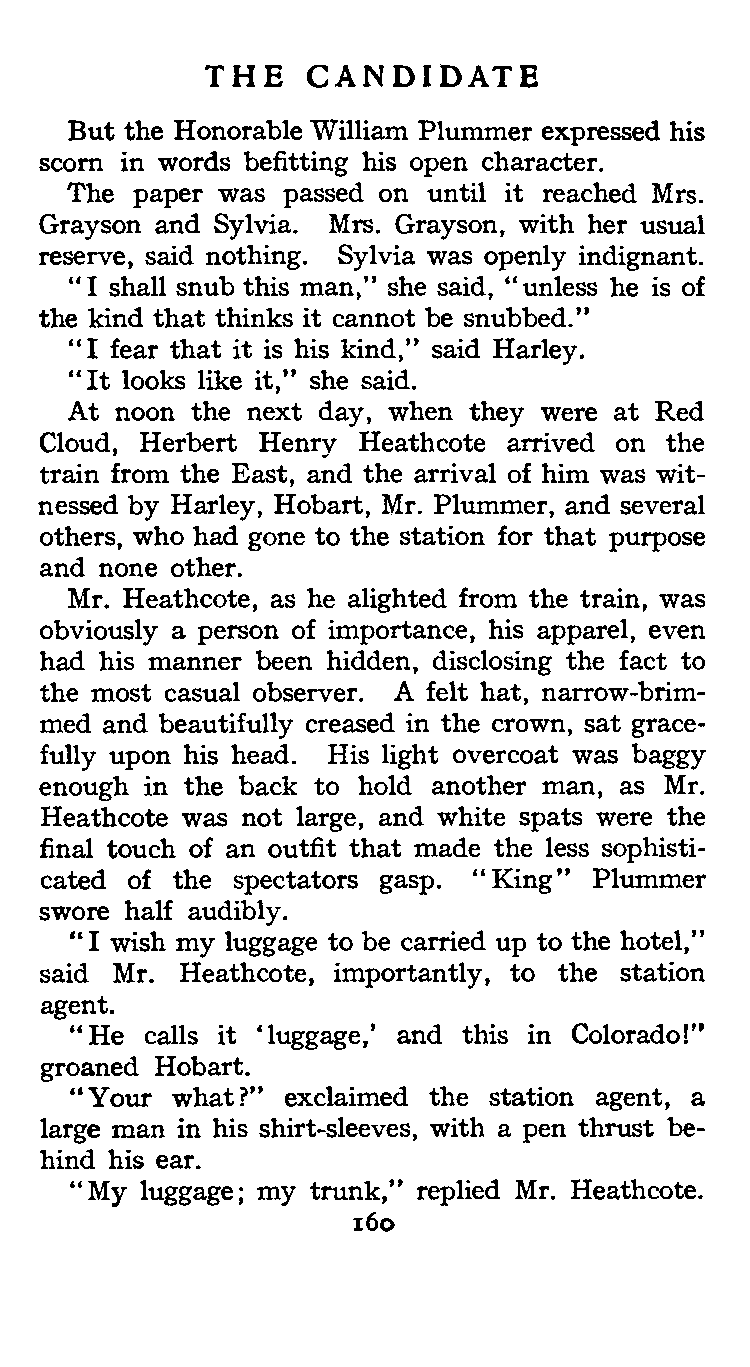 THE CANDIDATE
But the Honorable William Plummer expressed his
scorn in words befitting his open character.
The paper was passed on until it reached Mrs.
Grayson and Sylvia. Mrs. Grayson, with her usual
reserve, said nothing. Sylvia was openly indignant.
"I shall snub this man," she said, "unless he is of
the kind that thinks it cannot be snubbed."
"I fear that it is his kind," said Harley.
"It looks like it," she said.
At noon the next day, when they were at Red
Cloud, Herbert Henry Heathcote arrived on the
train from the East, and the arrival of him was wit-
nessed by Harley, Hobart, Mr. Plummer, and several
others, who had gone to the station for that purpose
and none other.
Mr. Heathcote, as he alighted from the train, was
obviously a person of importance, his apparel, even
had his manner been hidden, disclosing the fact to
the most casual observer. A felt hat, narrow-brim-
med and beautifully creased in the crown, sat grace-
fully upon his head. His light overcoat was baggy
enough in the back to hold another man, as Mr.
Heathcote was not large, and white spats were the
final touch of an outfit that made the less sophisti-
cated of the spectators gasp. "King" Plummer
swore half audibly.
"I wish my luggage to be carried up to the hotel,"
said Mr. Heathcote, importantly, to the station
agent.
"He calls it 'luggage,' and this in Colorado!"
groaned Hobart.
"Your what?" exclaimed the station agent, a
large man in his shirt-sleeves, with a pen thrust be-
hind his ear.
"My luggage; my trunk," replied Mr. Heathcote.
160